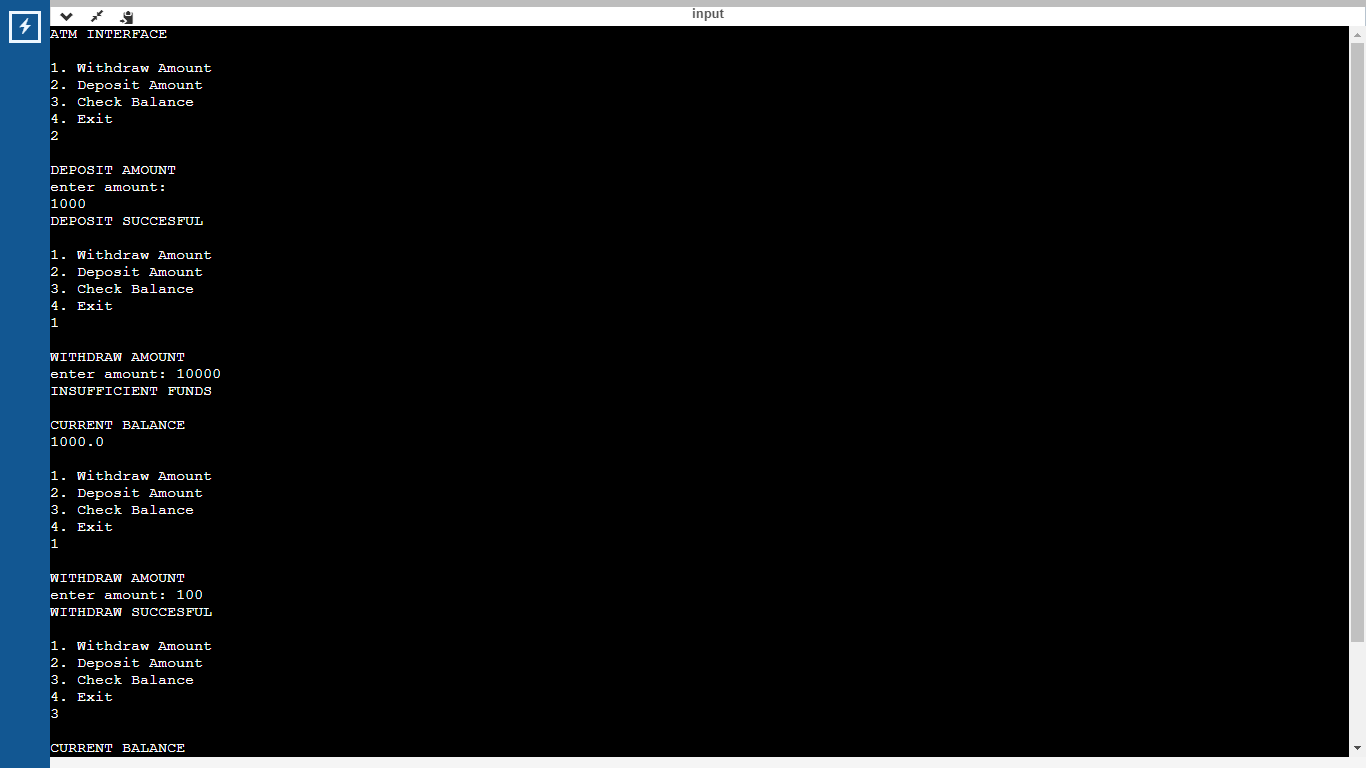 input
ATM INTERFACE
1. Withdraw Amount
2. Deposit Amount
3. Check Balance
4. Exit
2
DEPOSIT AMOUNT
enter amount:
1000
DEPOSIT SUCCESFUL
1. Withdraw Amount
2. Deposit Amount
3. Check Balance
4. Exit
1
WITHDRAW AMOUNT
enter amount: 10000
INSUFFICIENT FUNDS
CURRENT BALANCE
1000.0
1. Withdraw Amount
2. Deposit Amount
3. Check Balance
4. Exit
1
WITHDRAW AMOUNT
enter amount: 100
WITHDRAW SUCCESFUL
1. Withdraw Amount
2. Deposit Amount
3. Check Balance
4. Exit
3
CURRENT BALANCE